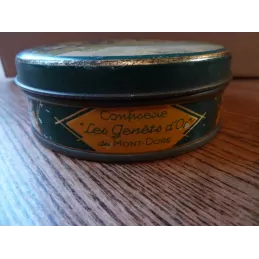 Confiserie
"Les Genêts d'Or"
du MONT-DORE